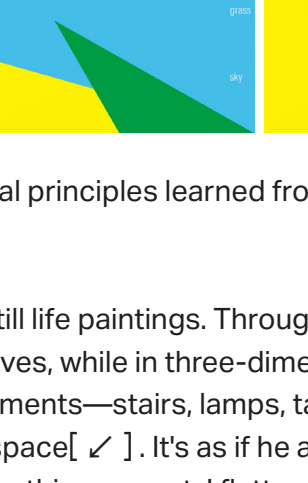 grass
sky
al principles learned fro
till life paintings. Throug
ves, while in three-dime
ments—stairs, lamps, ta
space[ ↙ ]. It's as if he a